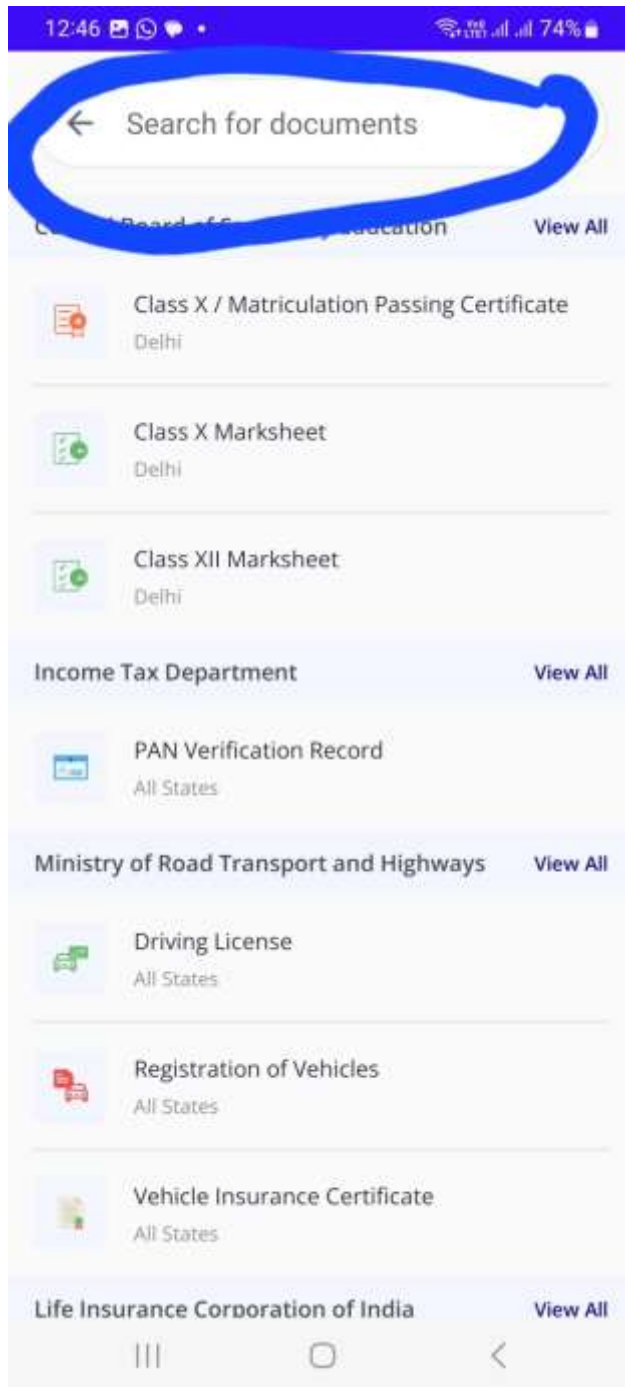 12:46 74%
Search for documents
Board of Education View All
Class X / Matriculation Passing Certificate
Delhi
Class X Marksheet
Delhi
Class XII Marksheet
Delhi
Income Tax Department View All
PAN Verification Record
All States
Ministry of Road Transport and Highways View All
Driving License
All States
Registration of Vehicles
All States
Vehicle Insurance Certificate
All States
Life Insurance Corporation of India View All